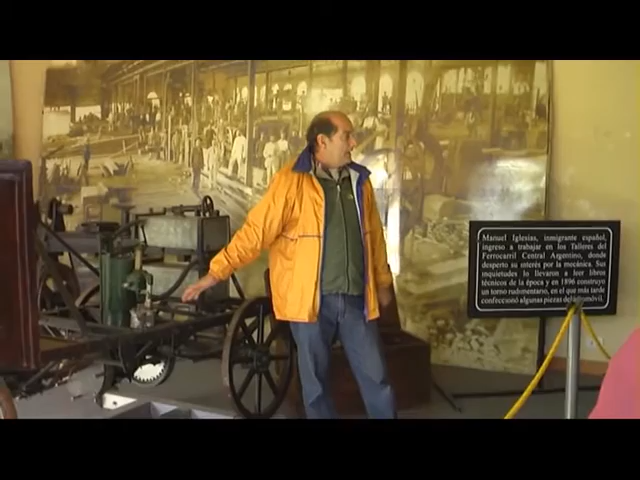 Manuel Iglesias, inmigrante español,
ingresó a trabajar en los Talleres del
Ferrocarril Central Argentino, donde
despertó su interés por la mecánica. Sus
inquietudes lo llevaron a leer libros
técnicos de la época y en 1896 construyó
un torno rudimentario, en el que más tarde
confeccionó algunas piezas del motor.